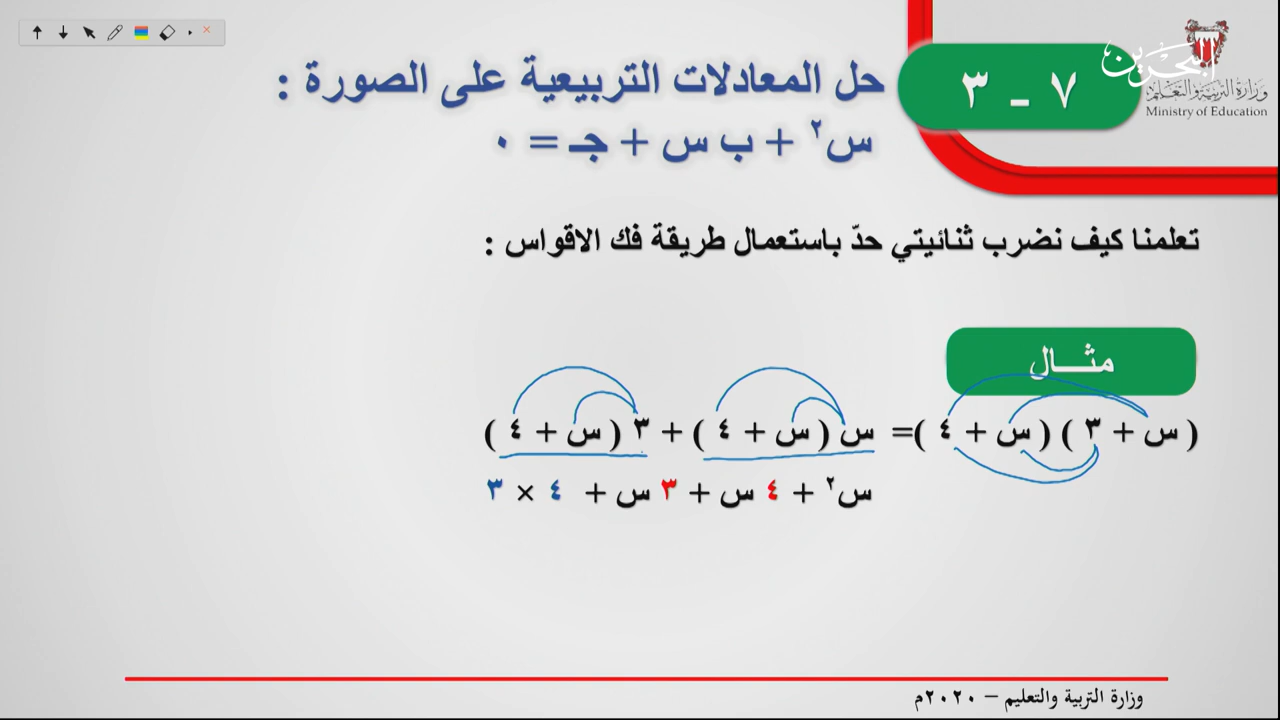 البحرين
وزارة التربية والتعليم
Ministry of Education
٧ - ٣
حل المعادلات التربيعية على الصورة :
س٢ + ب س + جـ = ٠
تعلمنا كيف نضرب ثنائيتي حدّ باستعمال طريقة فك الاقواس :
مثـــال
( س + ٣ ) ( س + ٤ )= س ( س + ٤ ) + ٣ ( س + ٤ )
س٢ + ٤ س + ٣ س + ٤ × ٣
وزارة التربية والتعليم – ٢٠٢٠م